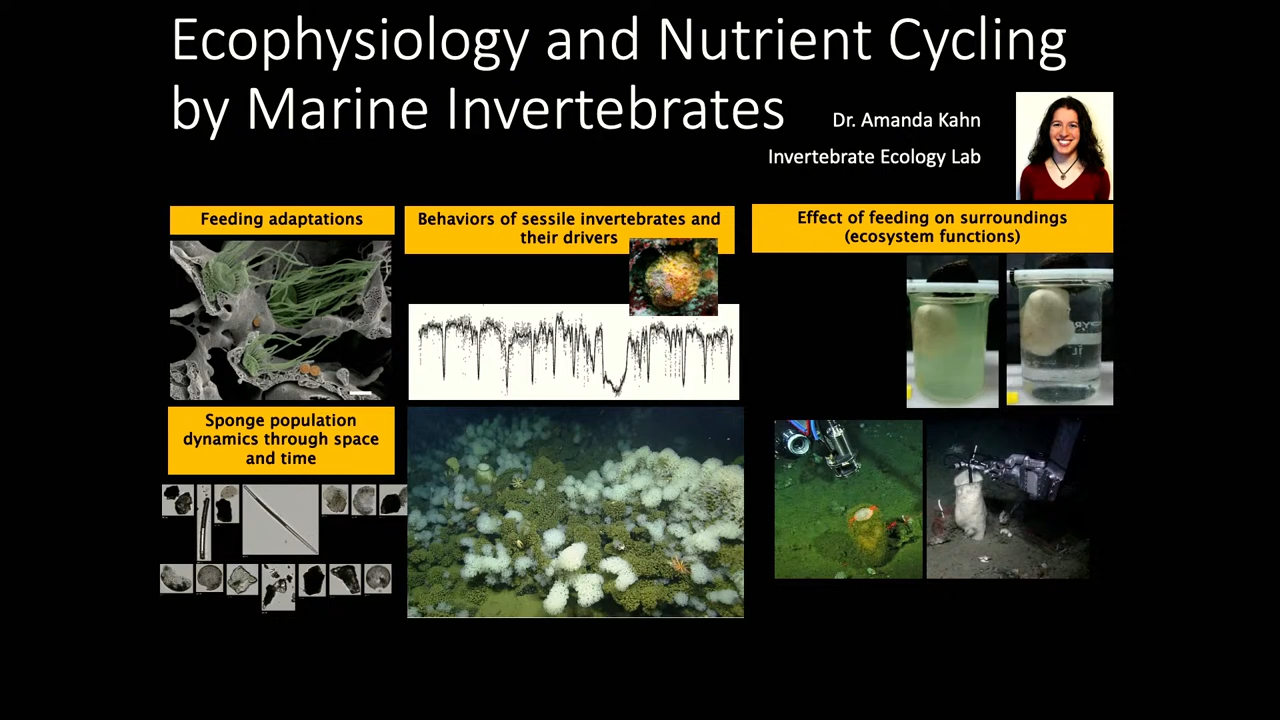 Ecophysiology and Nutrient Cycling
by Marine Invertebrates
Dr. Amanda Kahn
Invertebrate Ecology Lab
Feeding adaptations
Behaviors of sessile invertebrates and
their drivers
Effect of feeding on surroundings
(ecosystem functions)
Sponge population
dynamics through space
and time